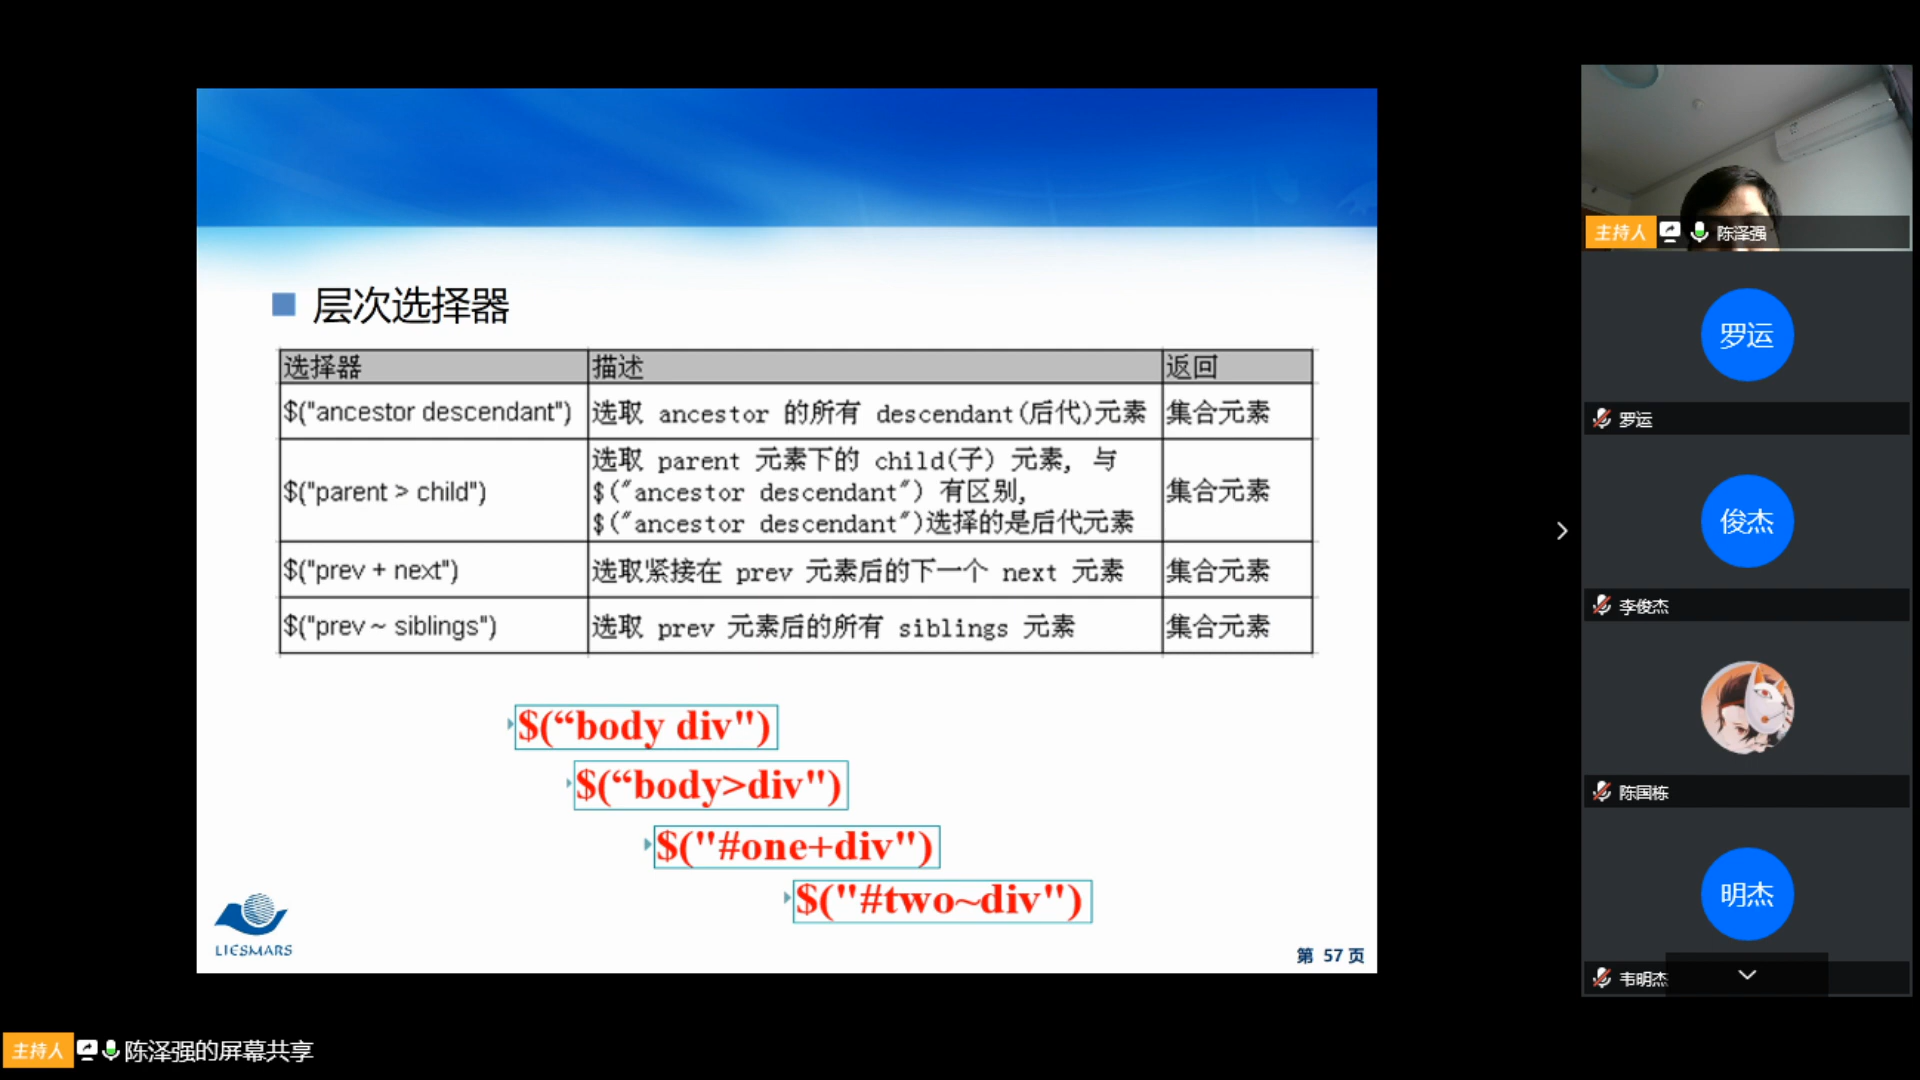 层次选择器
选择器 描述 返回
$("ancestor descendant") 选取 ancestor 的所有 descendant(后代)元素 集合元素
$("parent > child") 选取 parent 元素下的 child(子) 元素, 与
$("ancestor descendant") 有区别,
$("ancestor descendant")选择的是后代元素 集合元素
$("prev + next") 选取紧接在 prev 元素后的下一个 next 元素 集合元素
$("prev ~ siblings") 选取 prev 元素后的所有 siblings 元素 集合元素
$(“body div")
$(“body>div")
$("#one+div")
$("#two~div")
LIESMARS
第 57 页
主持人 陈泽强
罗运
罗运
俊杰
李俊杰
陈国栋
明杰
韦明杰
主持人 陈泽强的屏幕共享